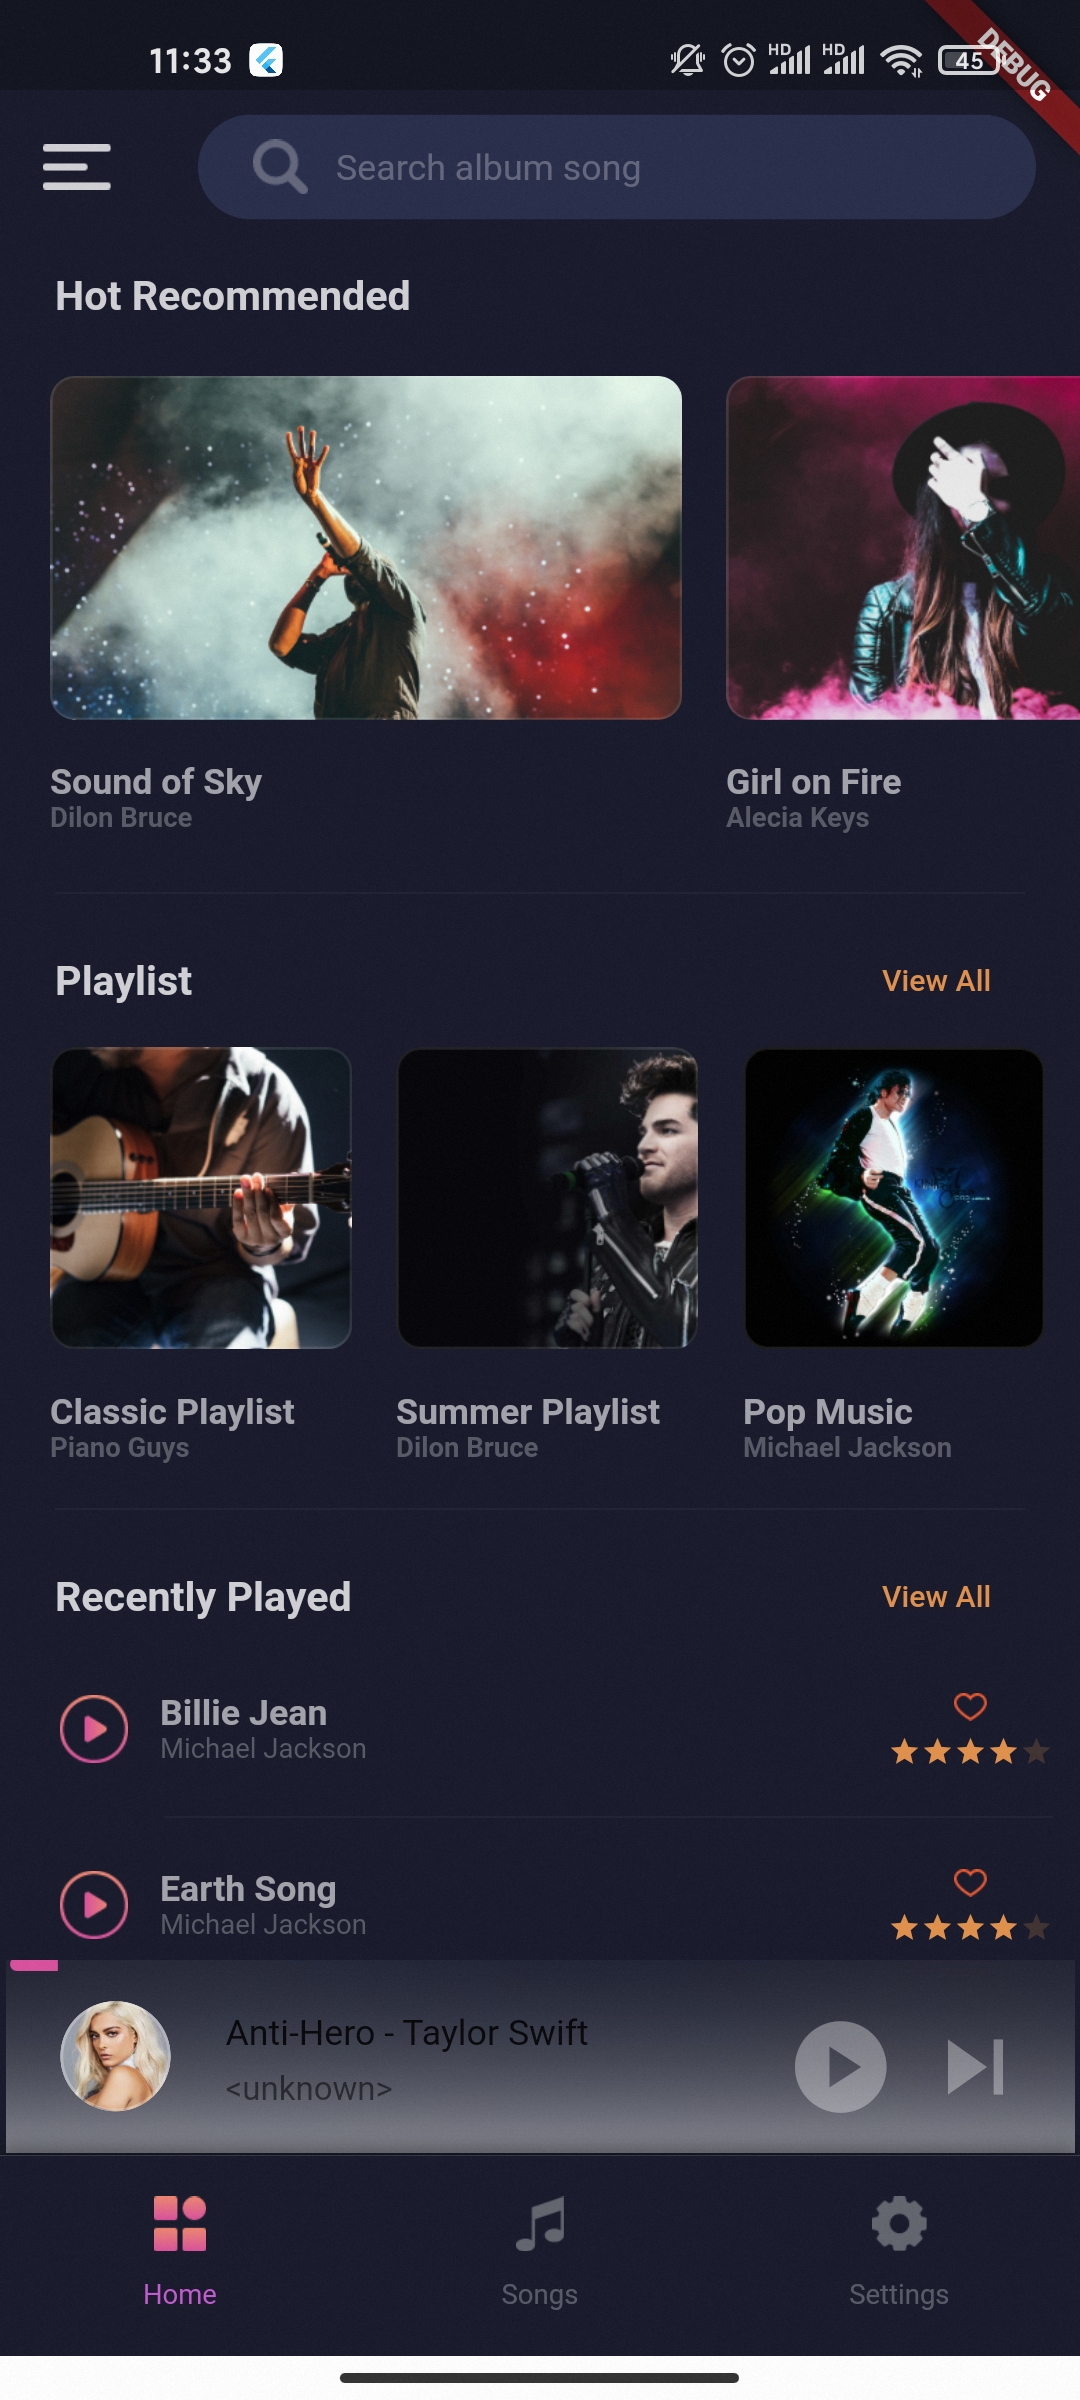 11:33
HD HD 45
DEBUG
Search album song
Hot Recommended
Sound of Sky
Dilon Bruce
Girl on Fire
Alecia Keys
Playlist
View All
Classic Playlist
Piano Guys
Summer Playlist
Dilon Bruce
Pop Music
Michael Jackson
Recently Played
View All
Billie Jean
Michael Jackson
Earth Song
Michael Jackson
Anti-Hero - Taylor Swift
<unknown>
Home
Songs
Settings